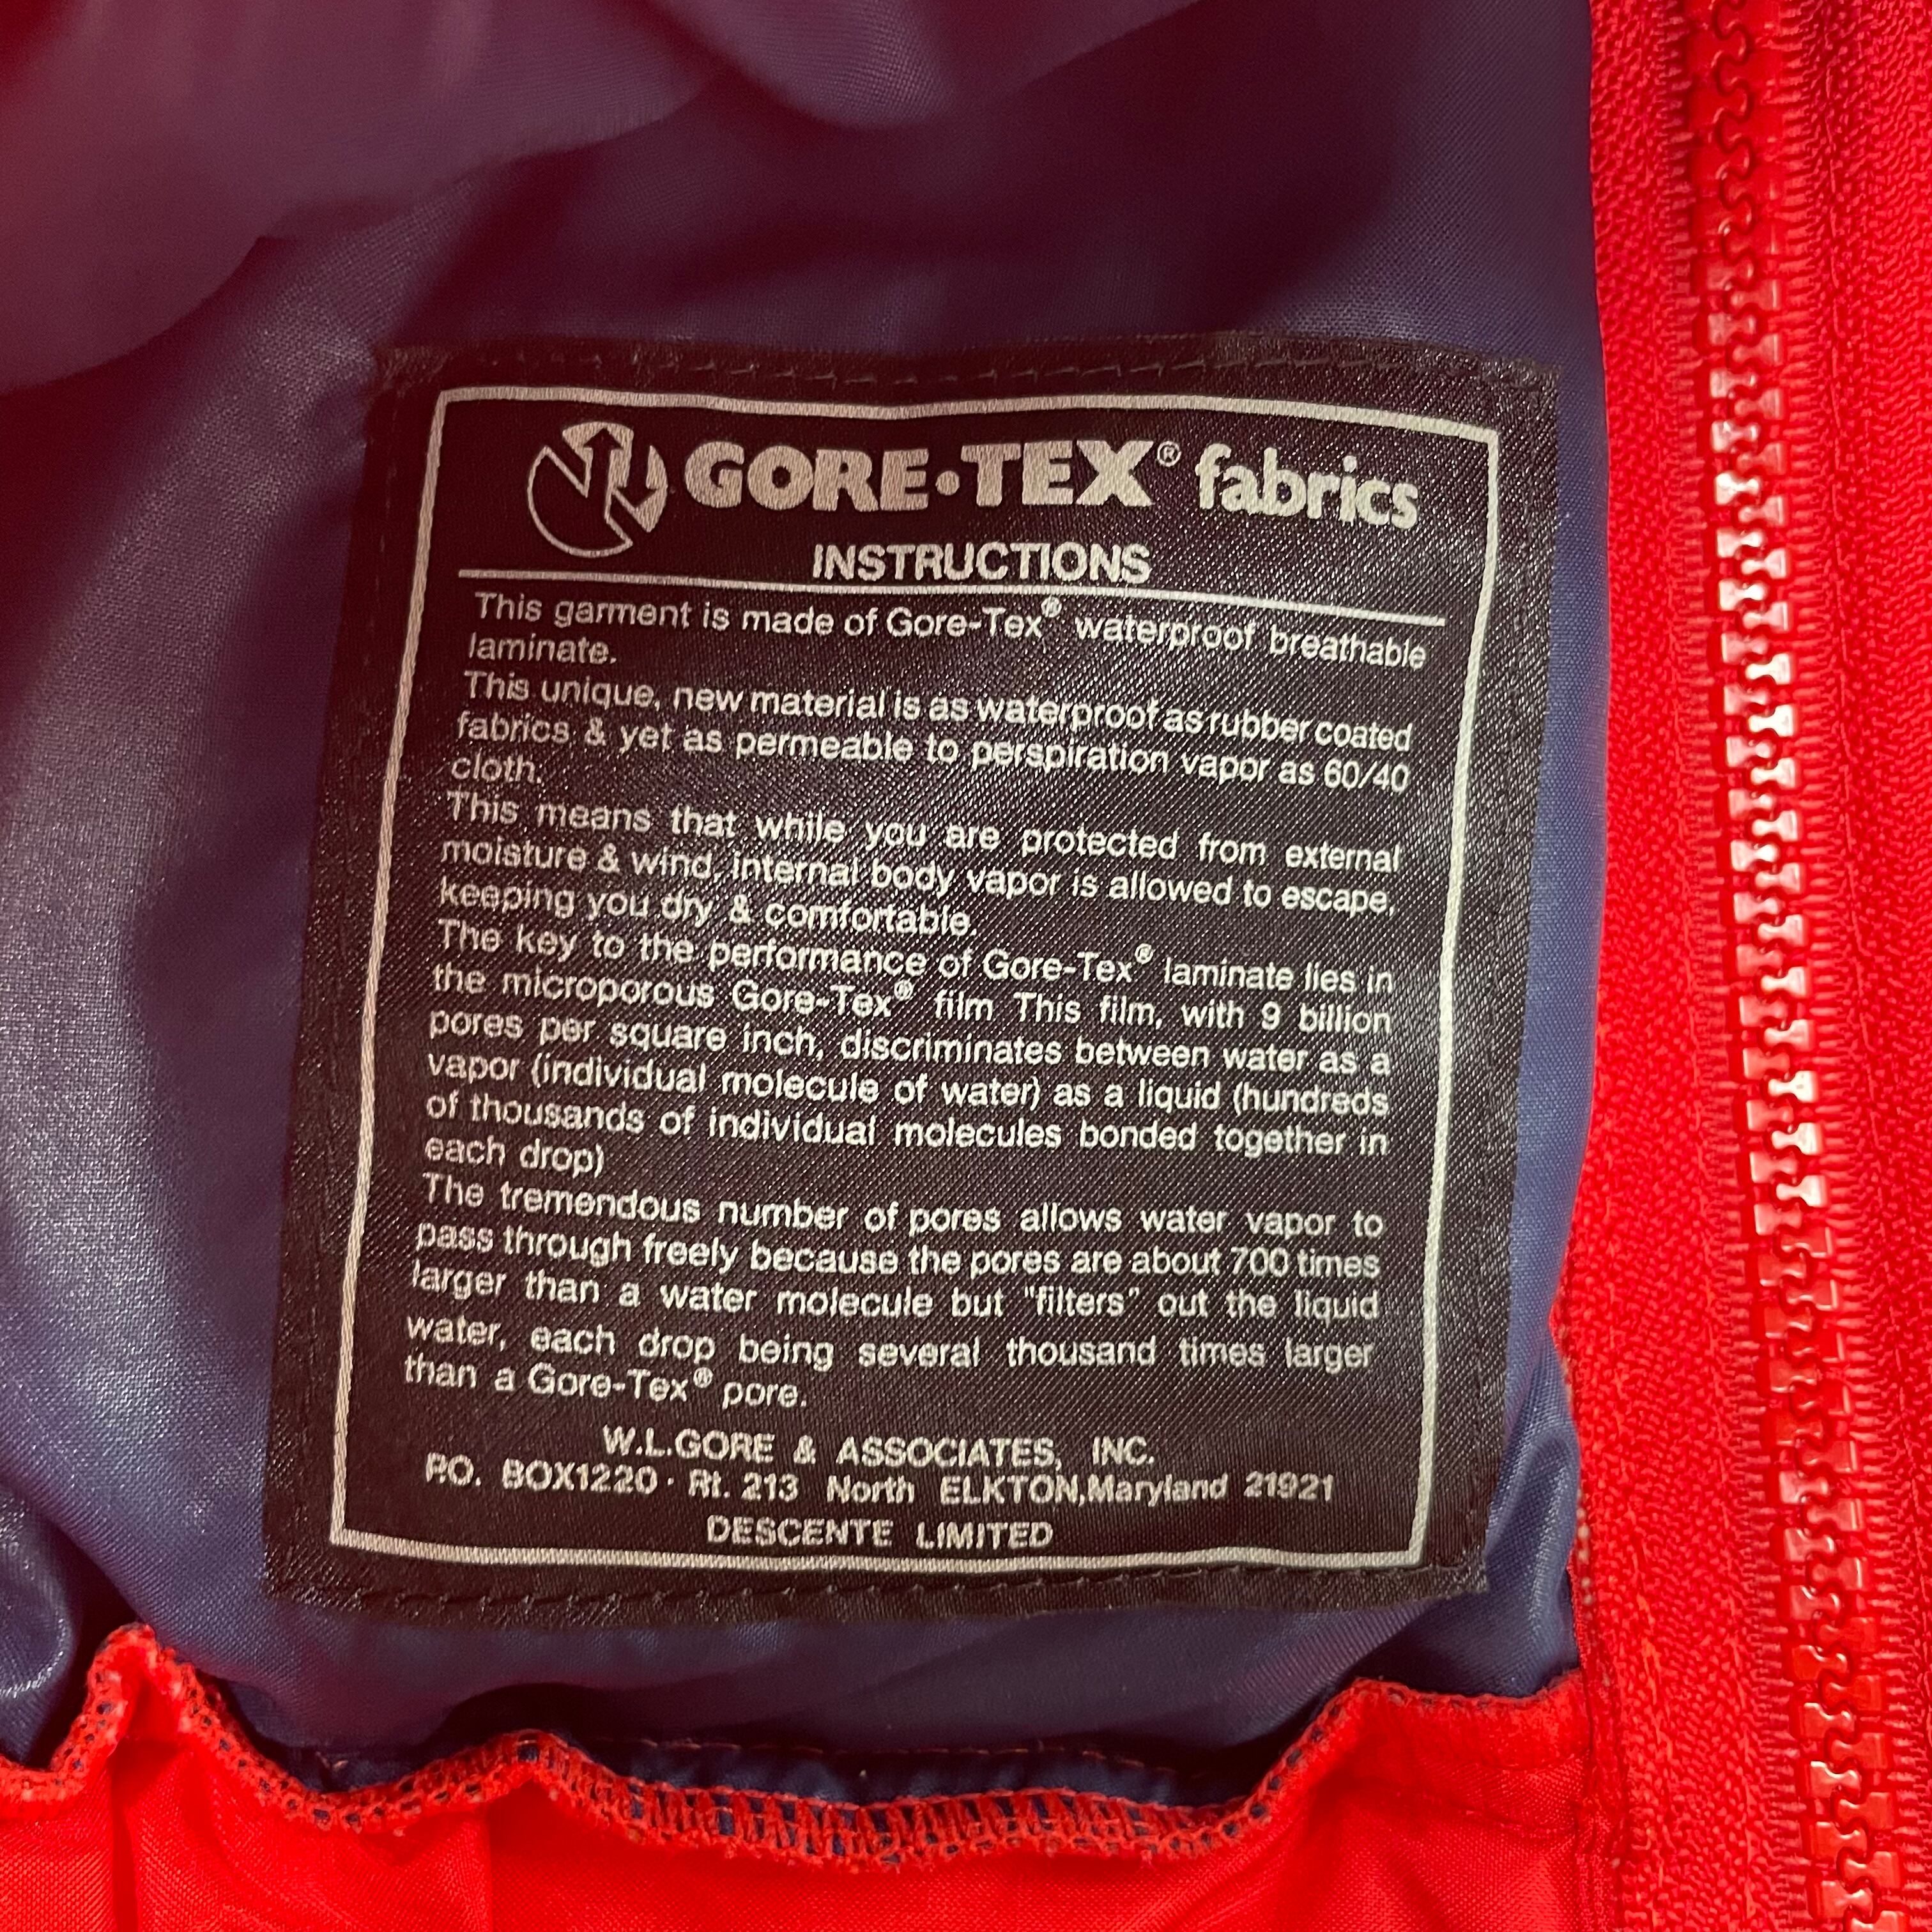 GORE·TEX® fabrics
INSTRUCTIONS
This garment is made of Gore-Tex® waterproof breathable
laminate.
This unique, new material is as waterproof as rubber coated
fabrics & yet as permeable to perspiration vapor as 60/40
cloth.
This means that while you are protected from external
moisture & wind, internal body vapor is allowed to escape,
keeping you dry & comfortable.
The key to the performance of Gore-Tex® laminate lies in
the microporous Gore-Tex® film This film, with 9 billion
pores per square inch, discriminates between water as a
vapor (individual molecule of water) as a liquid (hundreds
of thousands of individual molecules bonded together in
each drop)
The tremendous number of pores allows water vapor to
pass through freely because the pores are about 700 times
larger than a water molecule but "filters" out the liquid
water, each drop being several thousand times larger
than a Gore-Tex® pore.
W.L.GORE & ASSOCIATES, INC.
P.O. BOX1220 · Rt. 213 North ELKTON,Maryland 21921
DESCENTE LIMITED